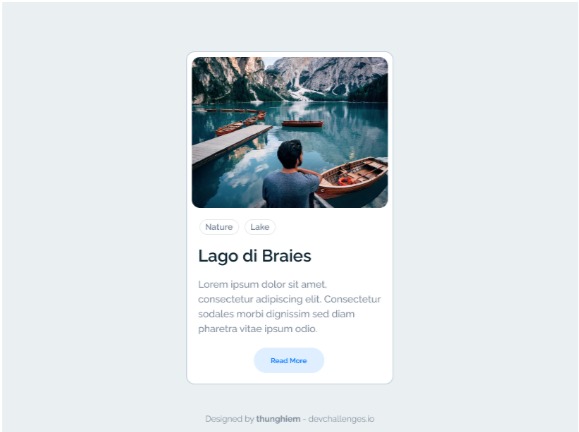 Nature
Lake
Lago di Braies
Lorem ipsum dolor sit amet,
consectetur adipiscing elit. Consectetur
sodales morbi dignissim sed diam
pharetra vitae ipsum odio.
Read More
Designed by thunghiem - devchallenges.io